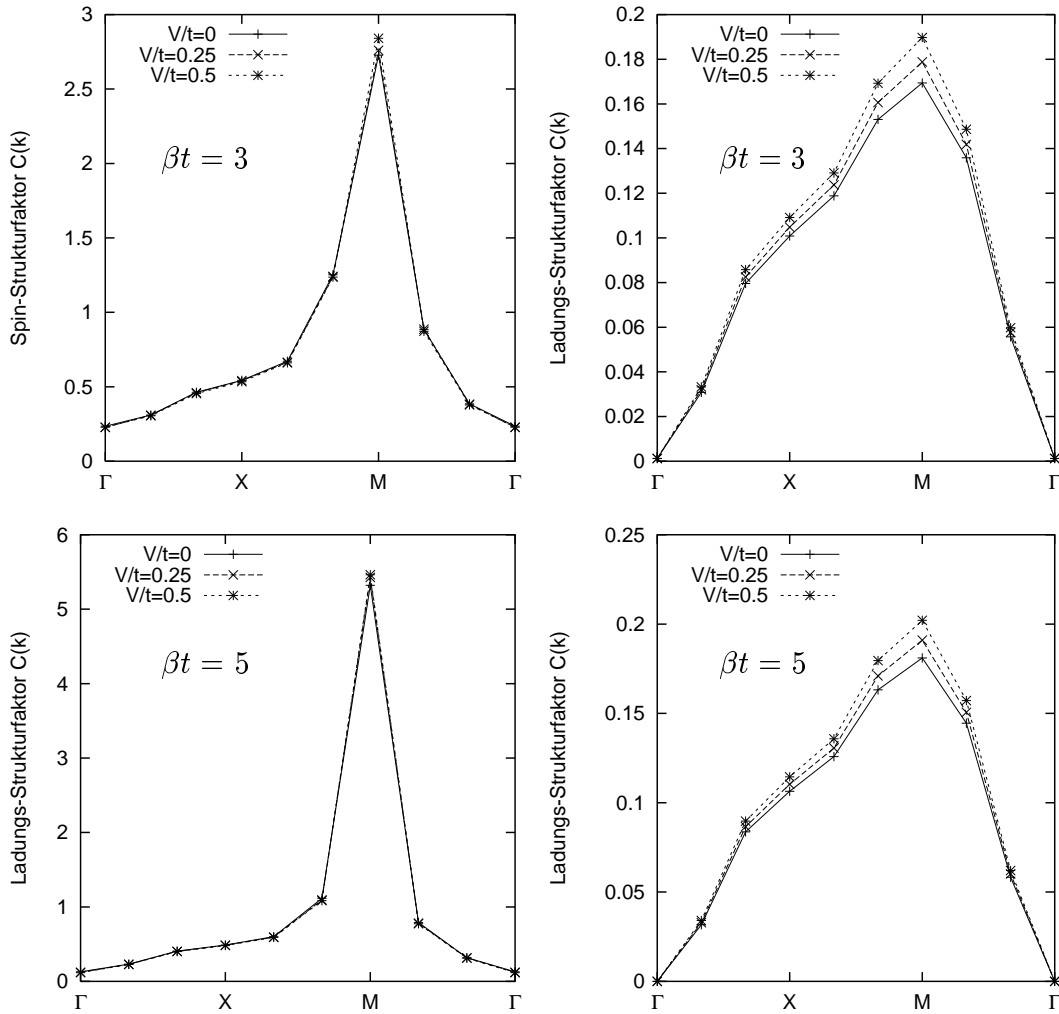 Spin-Strukturfaktor C(k)
3
2.5
2
1.5
1
0.5
0
V/t=0
V/t=0.25
V/t=0.5
βt = 3
Γ
X
M
Γ
Ladungs-Strukturfaktor C(k)
0.2
0.18
0.16
0.14
0.12
0.1
0.08
0.06
0.04
0.02
0
V/t=0
V/t=0.25
V/t=0.5
βt = 3
Γ
X
M
Γ
Ladungs-Strukturfaktor C(k)
6
5
4
3
2
1
0
V/t=0
V/t=0.25
V/t=0.5
βt = 5
Γ
X
M
Γ
Ladungs-Strukturfaktor C(k)
0.25
0.2
0.15
0.1
0.05
0
V/t=0
V/t=0.25
V/t=0.5
βt = 5
Γ
X
M
Γ